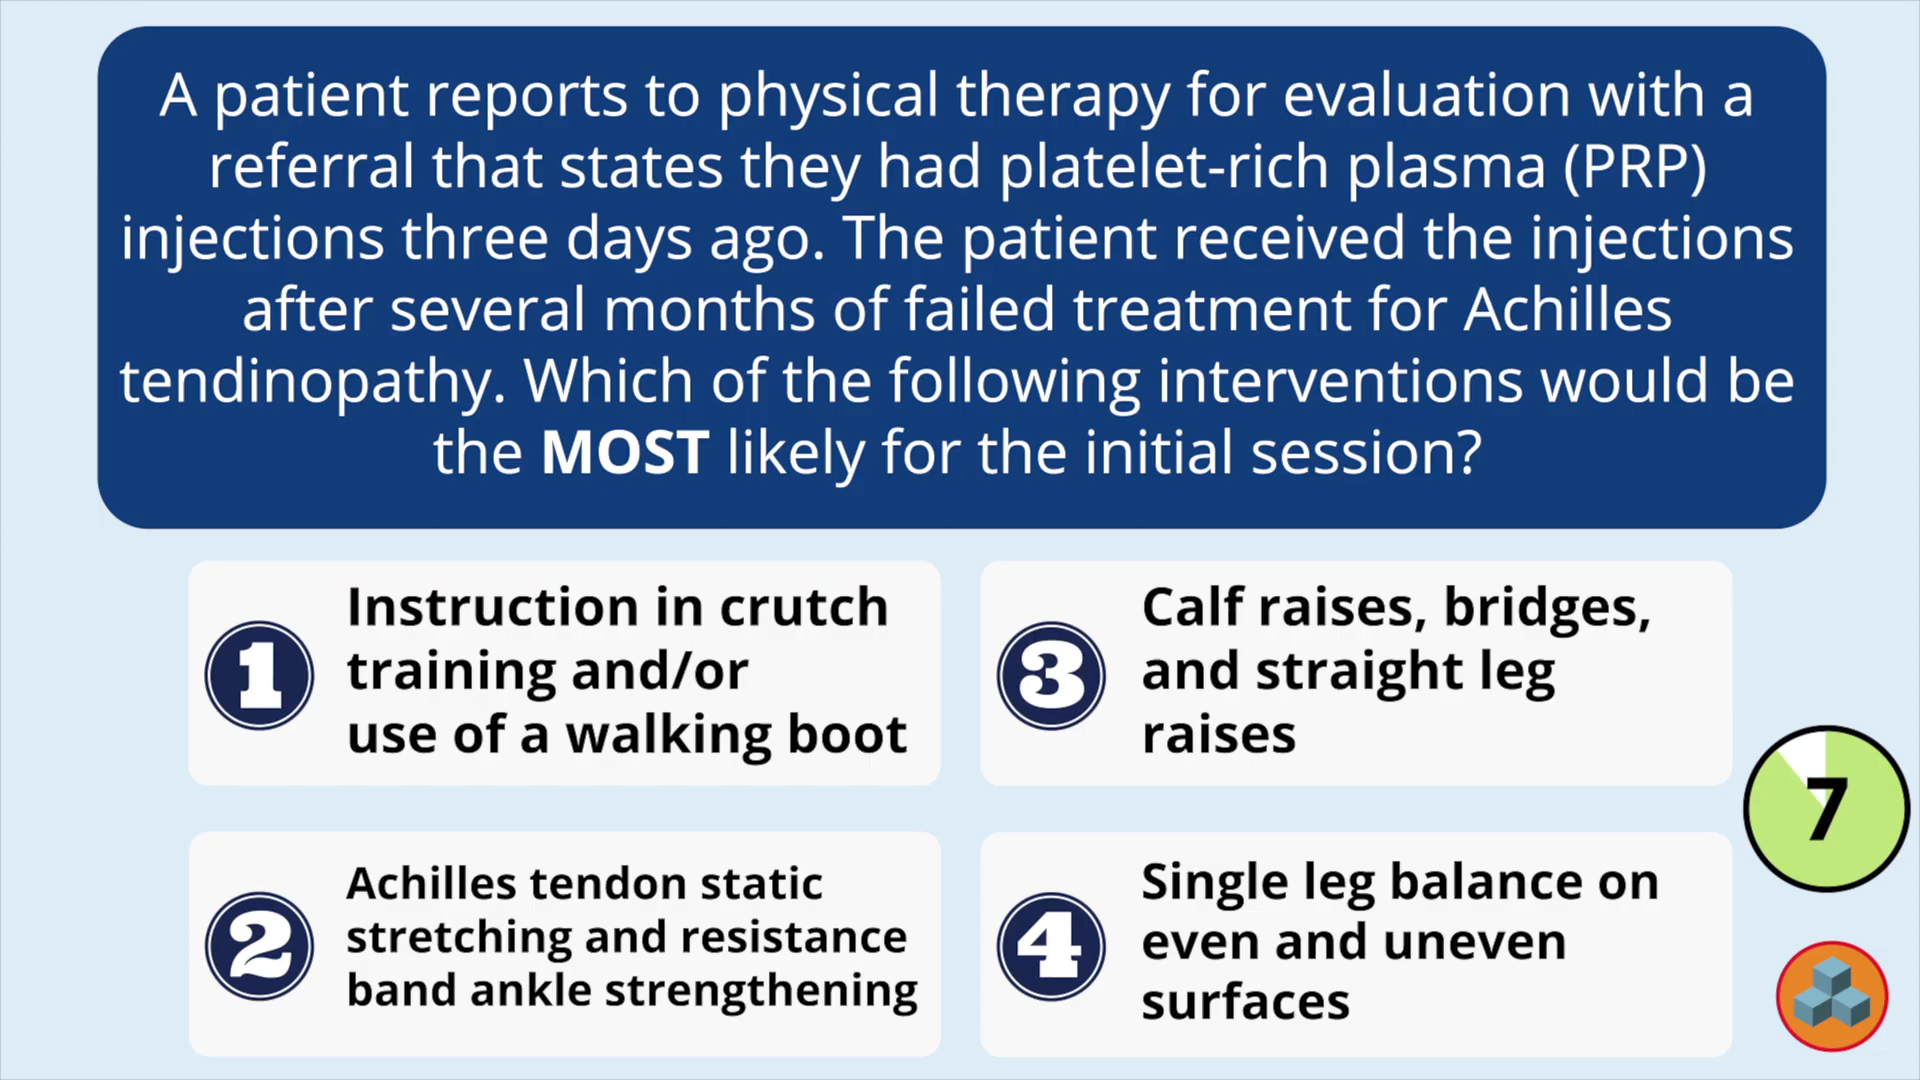 A patient reports to physical therapy for evaluation with a
referral that states they had platelet-rich plasma (PRP)
injections three days ago. The patient received the injections
after several months of failed treatment for Achilles
tendinopathy. Which of the following interventions would be
the MOST likely for the initial session?
1
Instruction in crutch
training and/or
use of a walking boot
2
Achilles tendon static
stretching and resistance
band ankle strengthening
3
Calf raises, bridges,
and straight leg
raises
4
Single leg balance on
even and uneven
surfaces
7